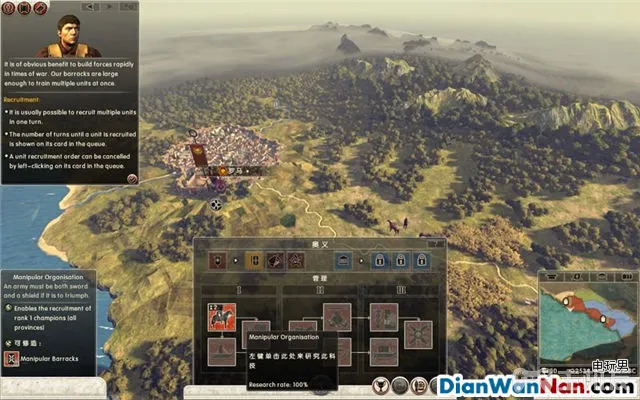 It is of obvious benefit to build forces rapidly
in times of war. Our barracks are large
enough to train multiple units at once.
Recruitment:
It is usually possible to recruit multiple units
in one turn.
The number of turns until a unit is recruited
is shown on its card in the queue.
A unit recruitment order can be cancelled
by left-clicking on its card in the queue.
罗马
Manipular Organisation
An army must be both sword
and a shield if it is to triumph.
Enables the recruitment of
rank 1 champions (all
provinces)
可修造:
Manipular Barracks
管理
I
II
III
12
Manipular Organisation
左键单击此处来研究此科
技
Research rate: 100%
电玩男
DianWanNan.com